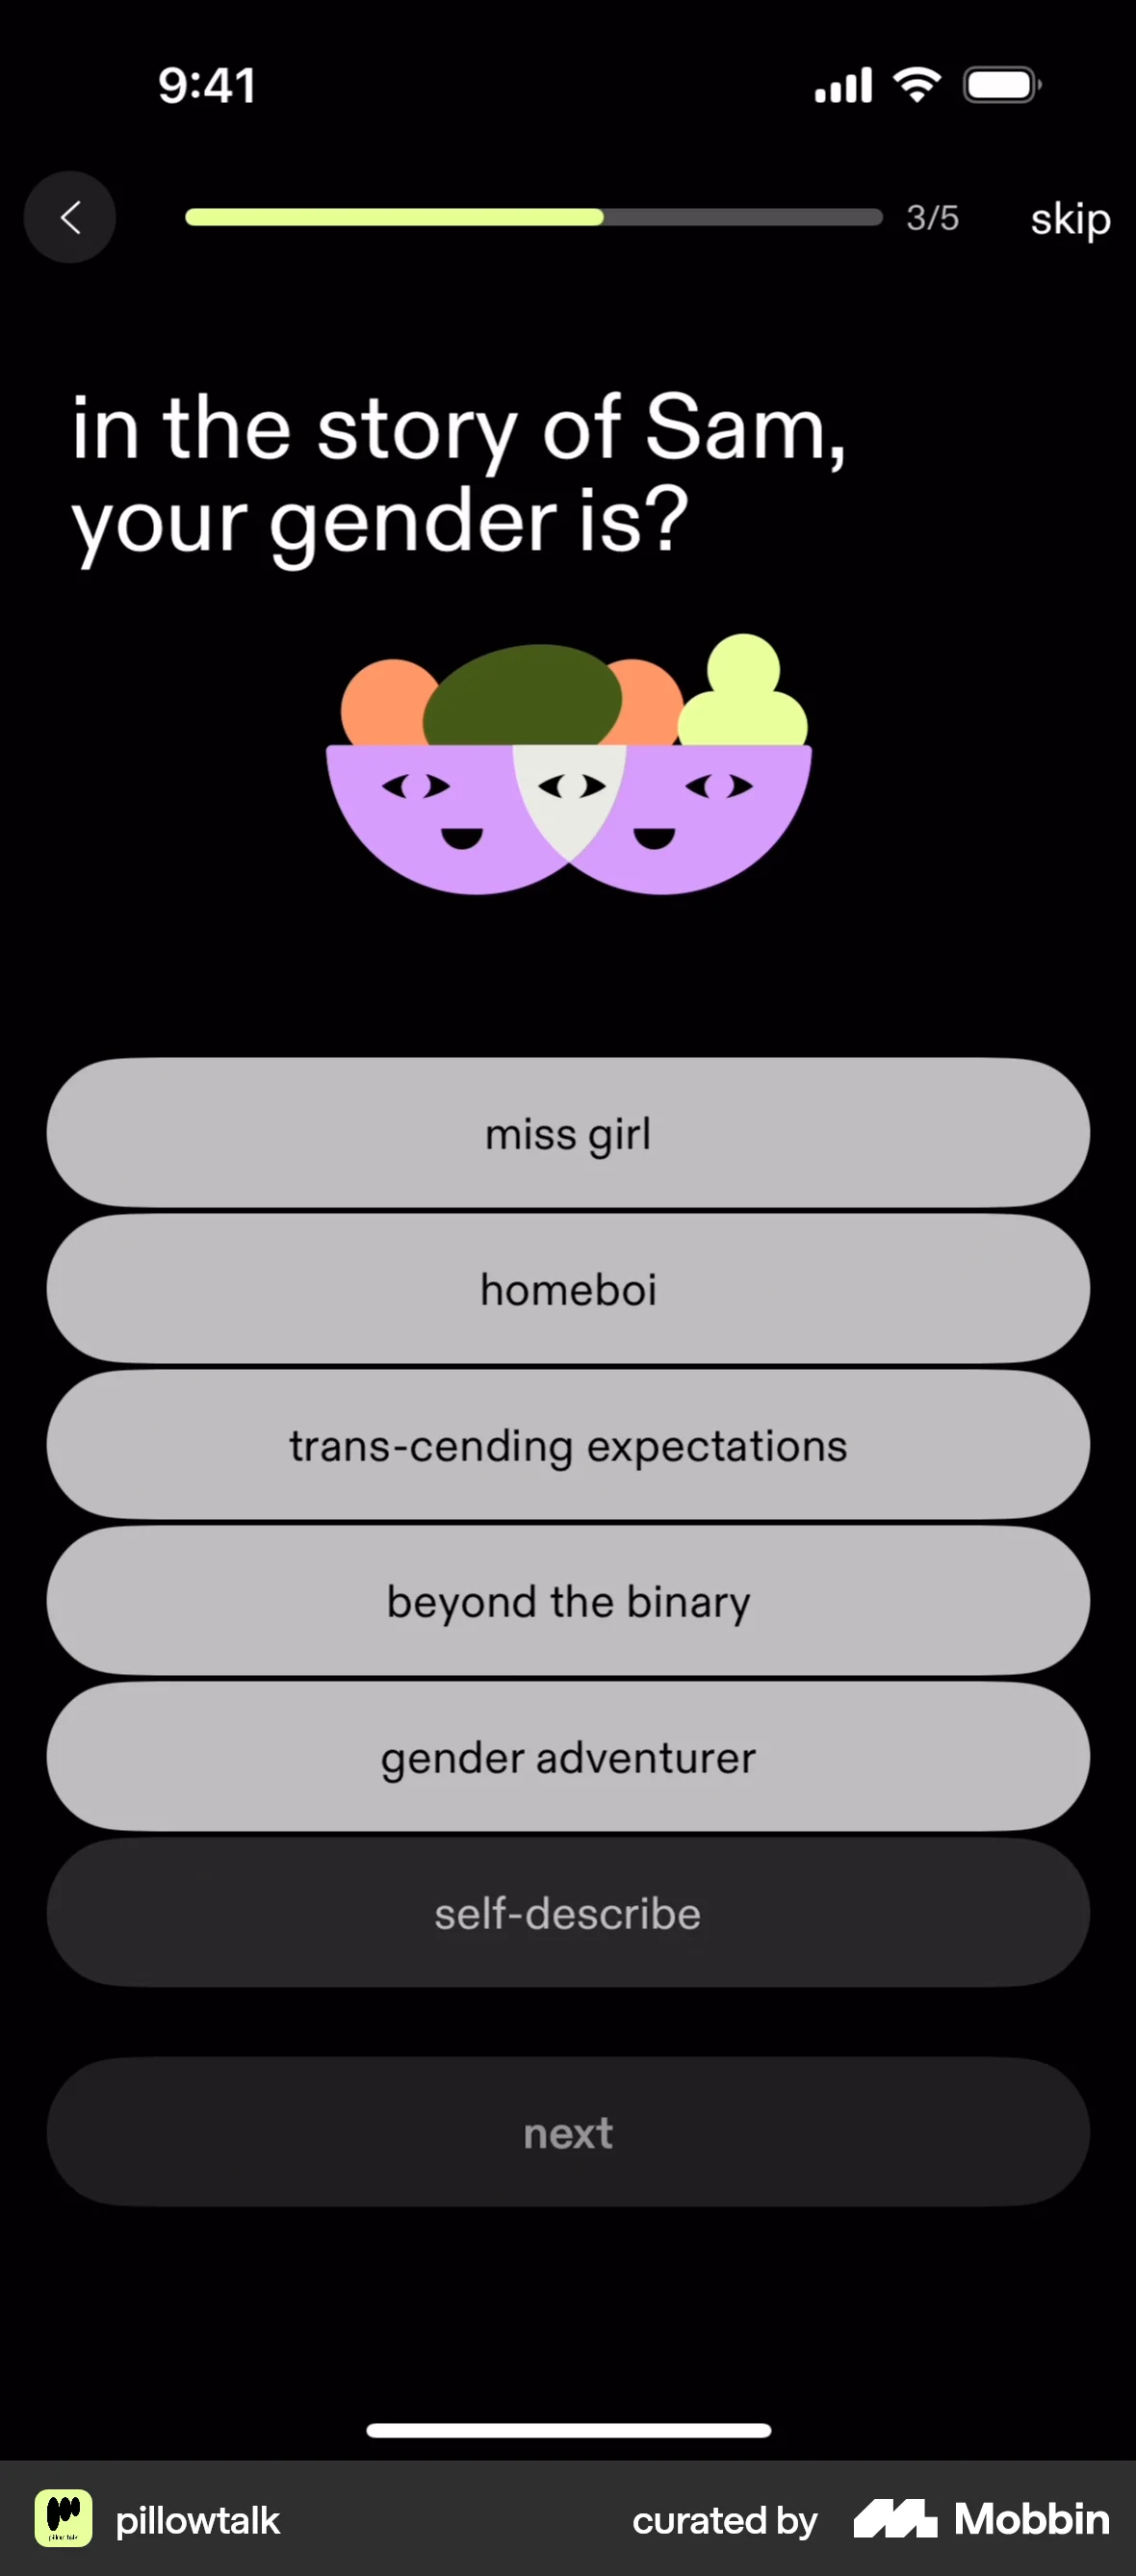 9:41
3/5
skip
in the story of Sam,
your gender is?
miss girl
homeboi
trans-cending expectations
beyond the binary
gender adventurer
self-describe
next
pillowtalk
curated by
Mobbin